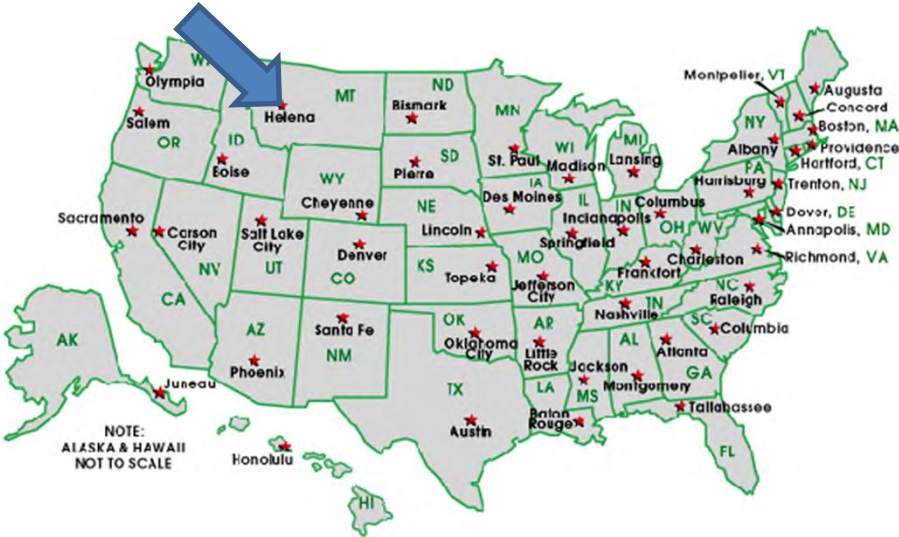 W
Olympia
Salem
OR
ID
Boise
Helena
MT
ND
Bismark
MN
SD
Pierre
St. Paul
WI
Madison
MI
Lansing
Montpelier, VT
Augusta
Concord
Boston, MA
Providence
Hartford, CT
NY
Albany
PA
Harrisburg
Trenton, NJ
Dover, DE
Annapolis, MD
Richmond, VA
WY
Cheyenne
NE
Lincoln
IA
Des Moines
IL
Springfield
IN
Indianapolis
Columbus
OH
WV
Charleston
Sacramento
Carson
City
NV
CA
Salt Lake
City
UT
Denver
CO
KS
Topeka
MO
Jefferson
City
Frankfort
KY
TN
Nashville
NC
Raleigh
SC
Columbia
AZ
Phoenix
Santa Fe
NM
OK
Oklahoma
City
AR
Little
Rock
Jackson
MS
AL
Montgomery
Atlanta
GA
TX
Austin
LA
Baton
Rouge
Tallahassee
FL
AK
Juneau
NOTE:
ALASKA & HAWAII
NOT TO SCALE
Honolulu
HI